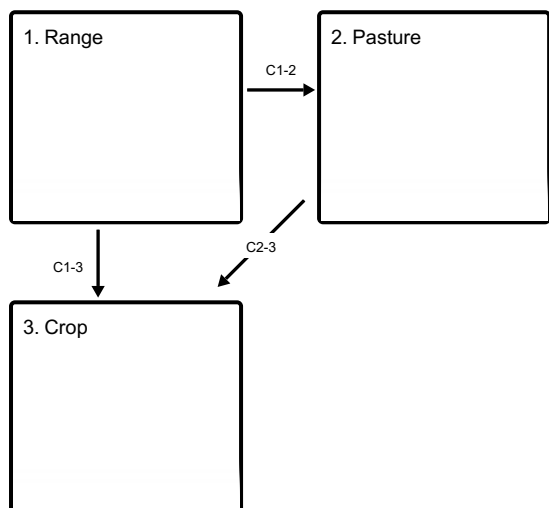 1. Range
2. Pasture
C1-2
C2-3
C1-3
3. Crop